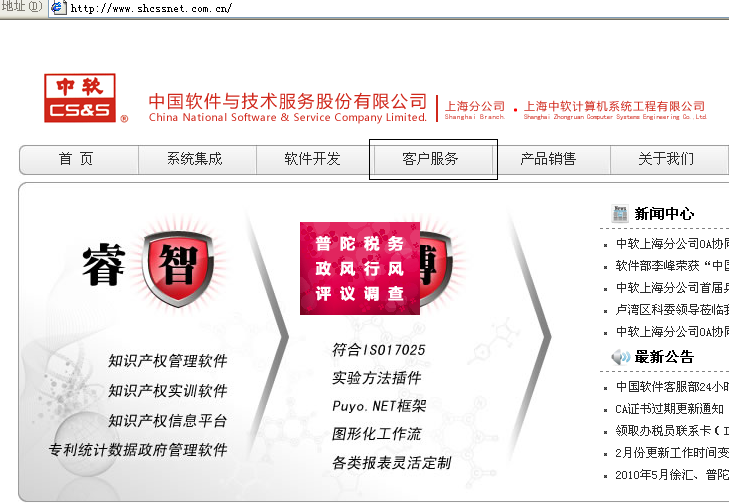 地址(D) http://www.shcssnet.com.cn/
中软
CS&S ®
中国软件与技术服务股份有限公司
China National Software & Service Company Limited.
上海分公司
Shanghai Branch
上海中软计算机系统工程有限公司
Shanghai Zhongruan Computer Systems Engineering Co.,Ltd.
首 页 系统集成 软件开发 客户服务 产品销售 关于我们
睿智
知识产权管理软件
知识产权实训软件
知识产权信息平台
专利统计数据政府管理软件
普陀税务
政风行风
评议调查
博
符合ISO17025
实验方法插件
Puyo.NET框架
图形化工作流
各类报表灵活定制
新闻中心
中软上海分公司OA协同
软件部李峰荣获“中国
中软上海分公司首届
卢湾区科委领导莅临
中软上海分公司OA协同
最新公告
中国软件客服部24小时
CA证书过期更新通知
领取办税员联系卡(
2月份更新工作时间变
2010年5月徐汇、普陀